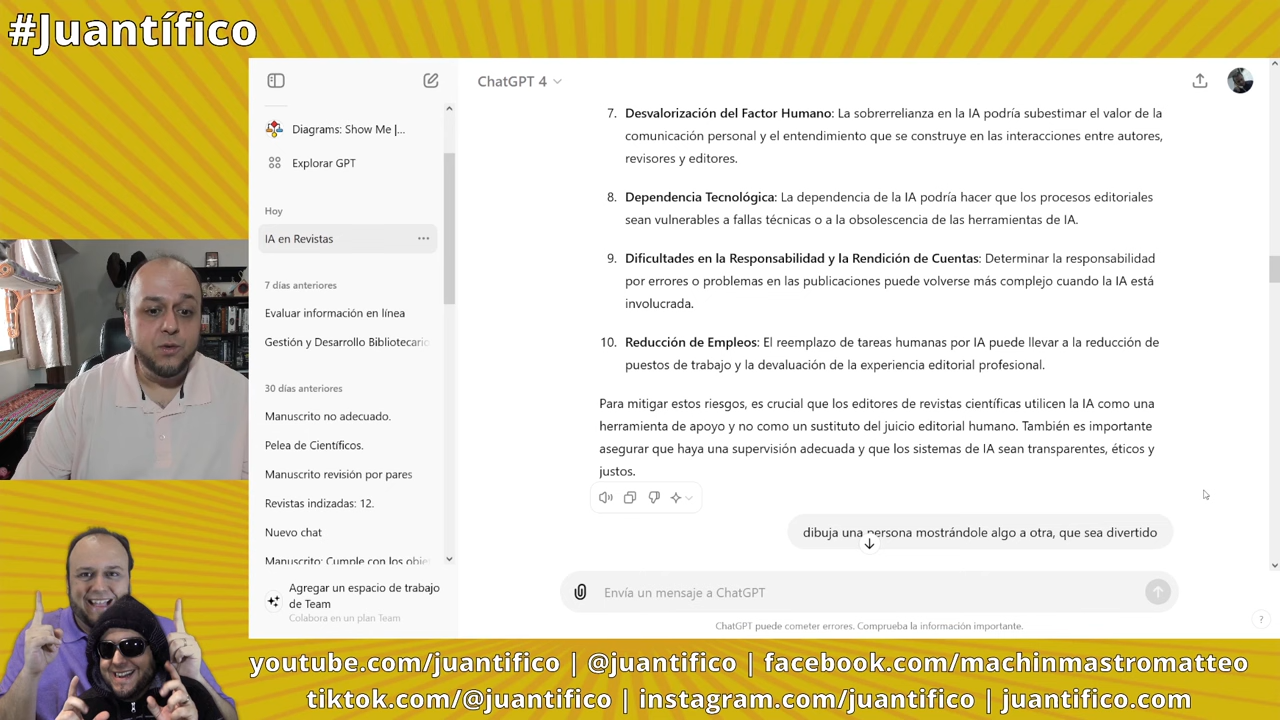 #Juantífico
ChatGPT 4
Diagrams: Show Me |...
Explorar GPT
Hoy
IA en Revistas
7 días anteriores
Evaluar información en línea
Gestión y Desarrollo Bibliotecario
30 días anteriores
Manuscrito no adecuado.
Pelea de Científicos.
Manuscrito revisión por pares
Revistas indizadas: 12.
Nuevo chat
Manuscrito: Cumple con los obje
Agregar un espacio de trabajo
de Team
Colabora en un plan Team
7. Desvalorización del Factor Humano: La sobrerrelianza en la IA podría subestimar el valor de la
comunicación personal y el entendimiento que se construye en las interacciones entre autores,
revisores y editores.
8. Dependencia Tecnológica: La dependencia de la IA podría hacer que los procesos editoriales
sean vulnerables a fallas técnicas o a la obsolescencia de las herramientas de IA.
9. Dificultades en la Responsabilidad y la Rendición de Cuentas: Determinar la responsabilidad
por errores o problemas en las publicaciones puede volverse más complejo cuando la IA está
involucrada.
10. Reducción de Empleos: El reemplazo de tareas humanas por IA puede llevar a la reducción de
puestos de trabajo y la devaluación de la experiencia editorial profesional.
Para mitigar estos riesgos, es crucial que los editores de revistas científicas utilicen la IA como una
herramienta de apoyo y no como un sustituto del juicio editorial humano. También es importante
asegurar que haya una supervisión adecuada y que los sistemas de IA sean transparentes, éticos y
justos.
dibuja una persona mostrándole algo a otra, que sea divertido
Envía un mensaje a ChatGPT
ChatGPT puede cometer errores. Comprueba la información importante.
?
youtube.com/juantifico | @juantifico | facebook.com/machinmastromatteo
tiktok.com/@juantifico | instagram.com/juantifico | juantifico.com